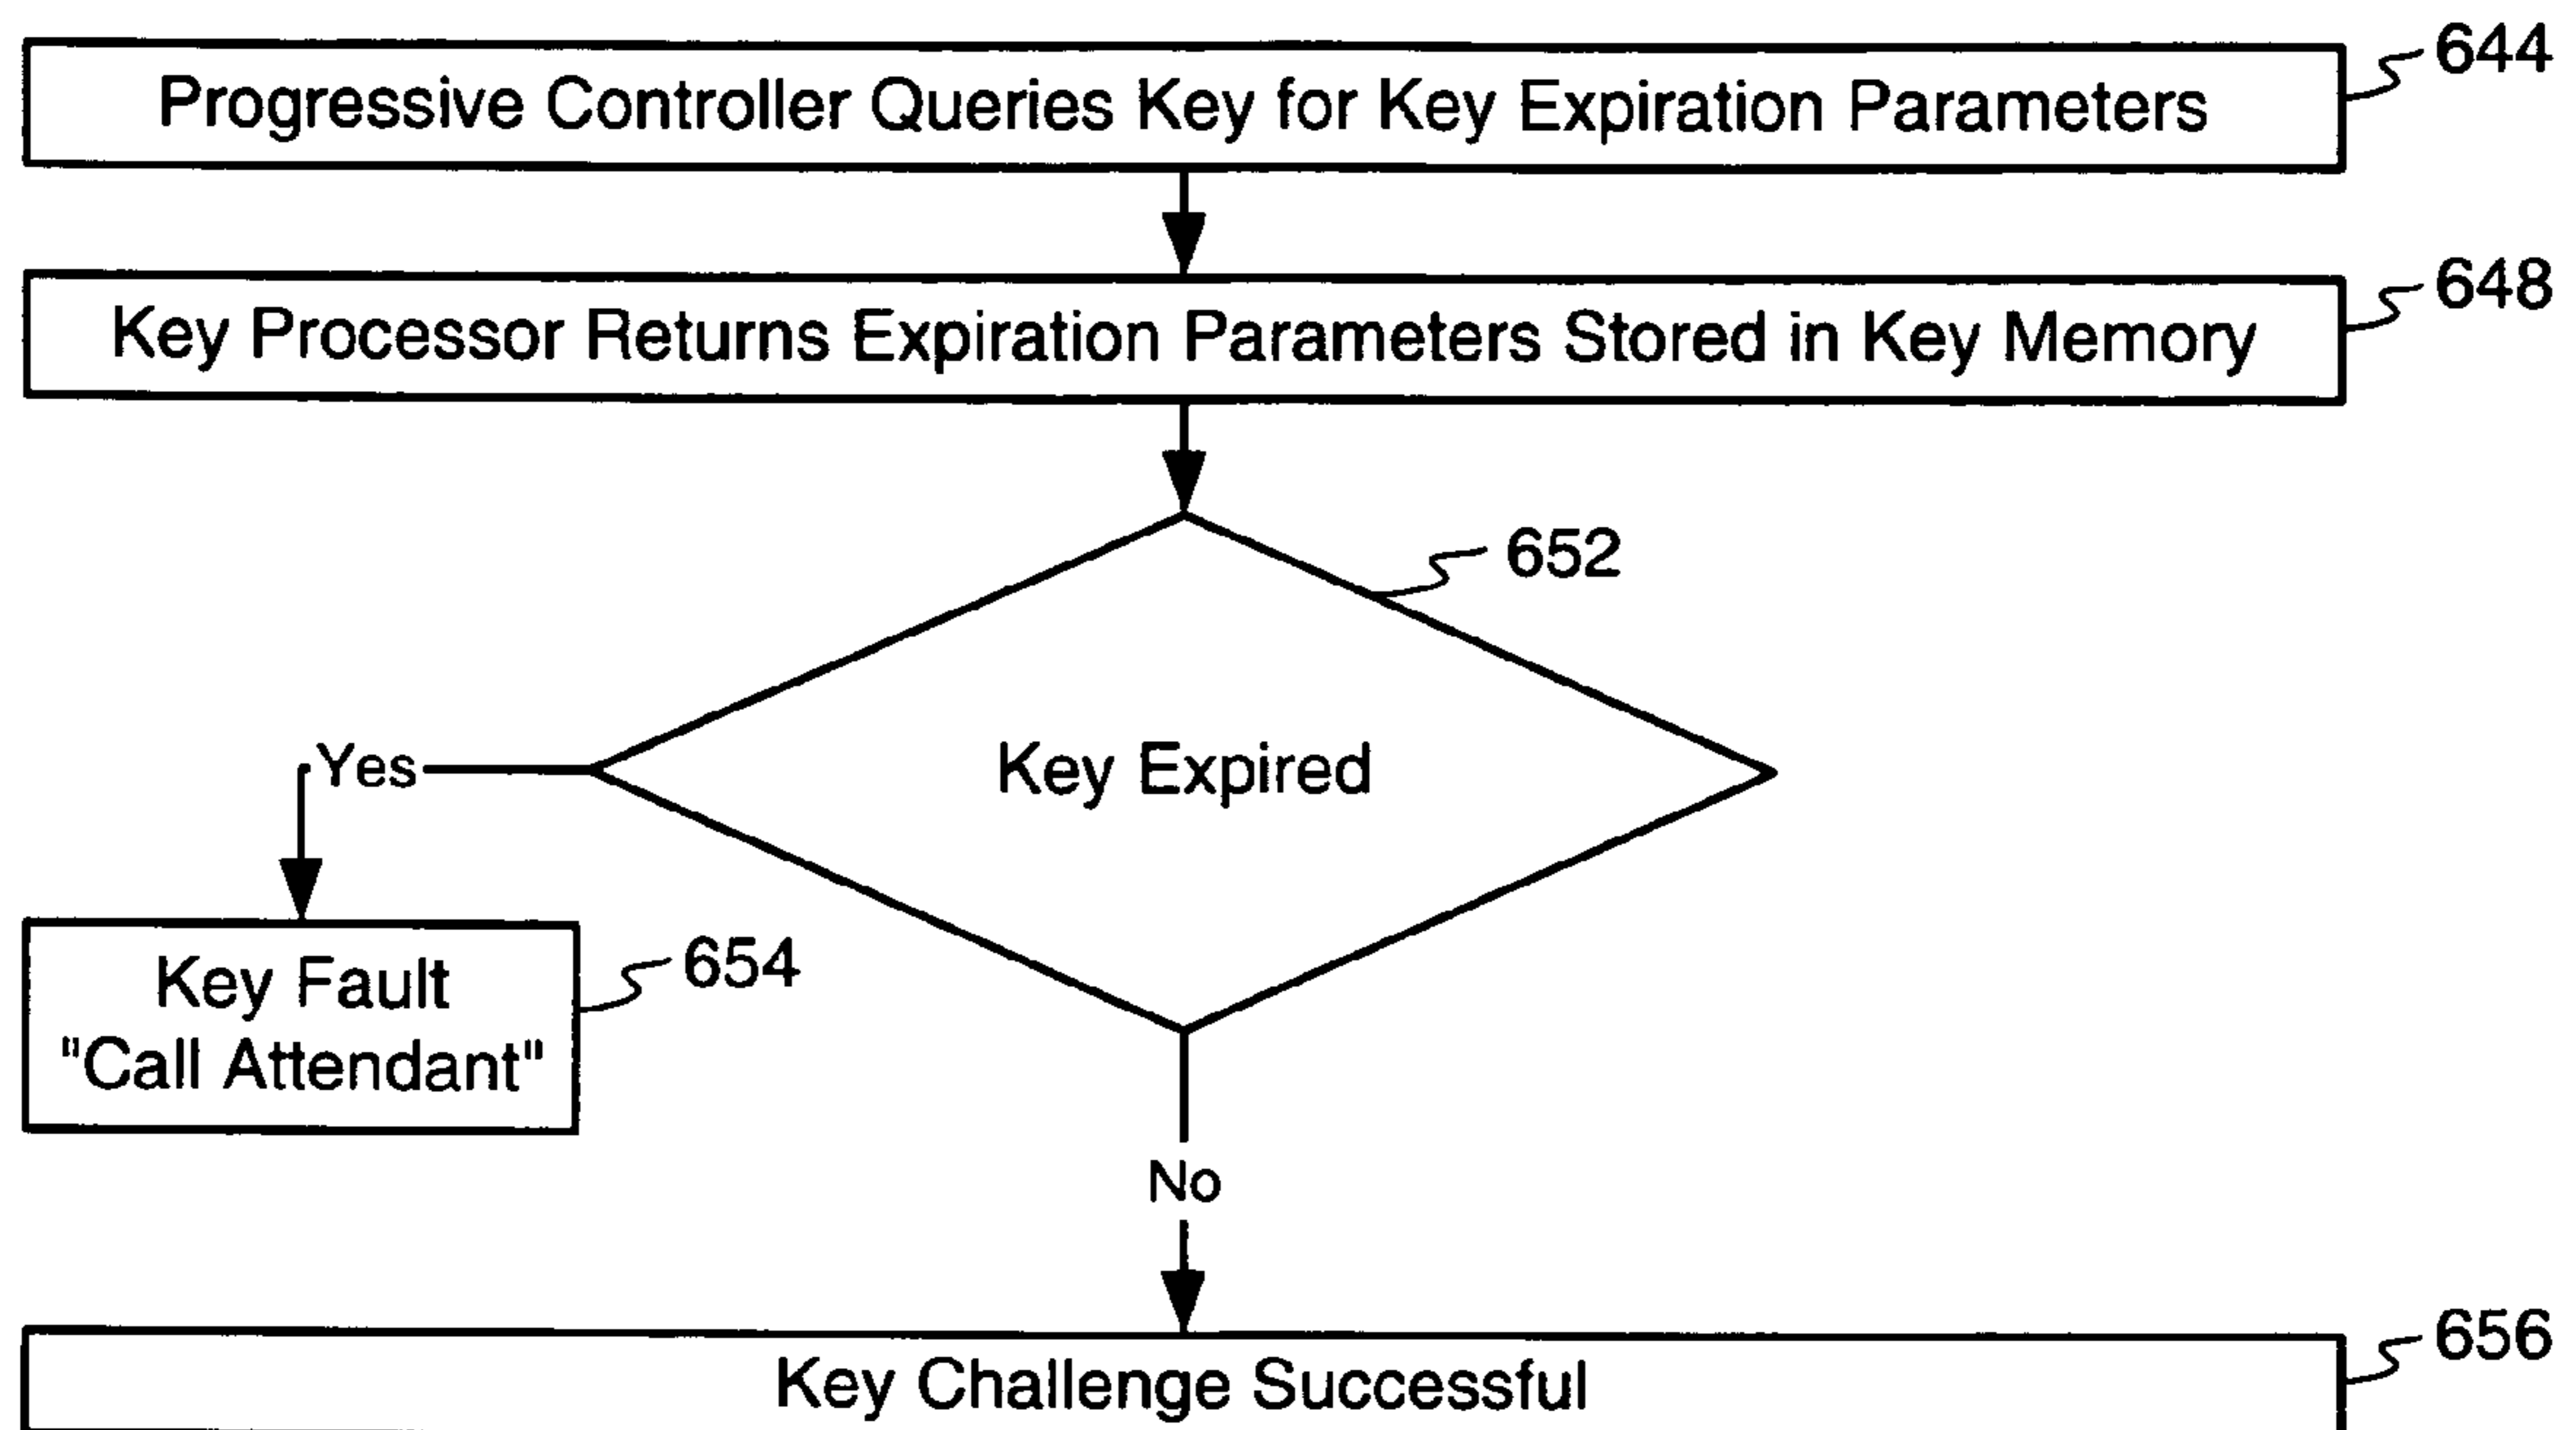 Progressive Controller Queries Key for Key Expiration Parameters
644
Key Processor Returns Expiration Parameters Stored in Key Memory
648
652
Key Expired
Yes
Key Fault
"Call Attendant"
654
No
Key Challenge Successful
656